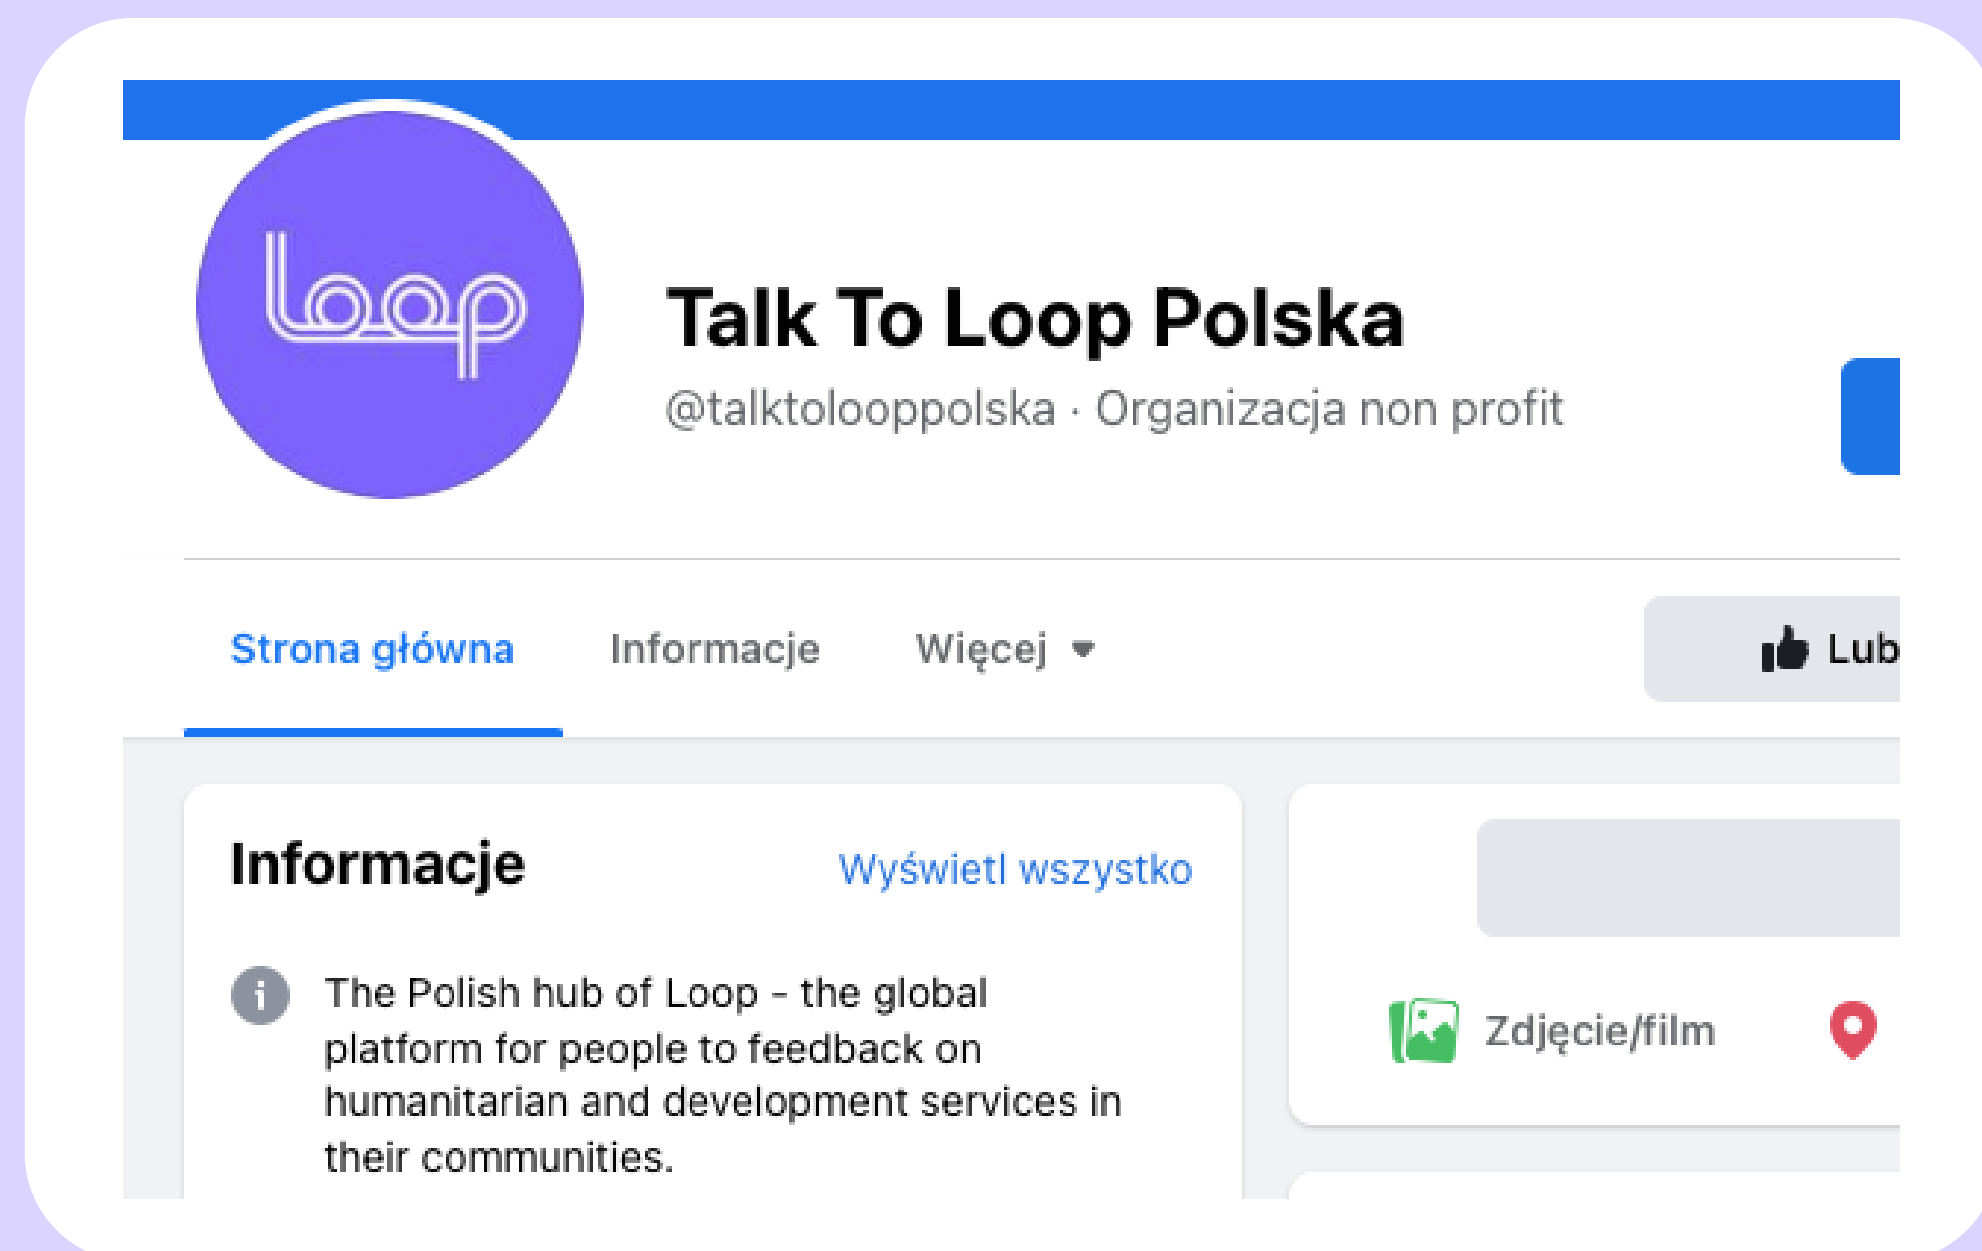 loop
Talk To Loop Polska
@talktolooppolska · Organizacja non profit
Strona główna
Informacje
Więcej
Lub
Informacje
Wyświetl wszystko
The Polish hub of Loop – the global
platform for people to feedback on
humanitarian and development services in
their communities.
Zdjęcie/film